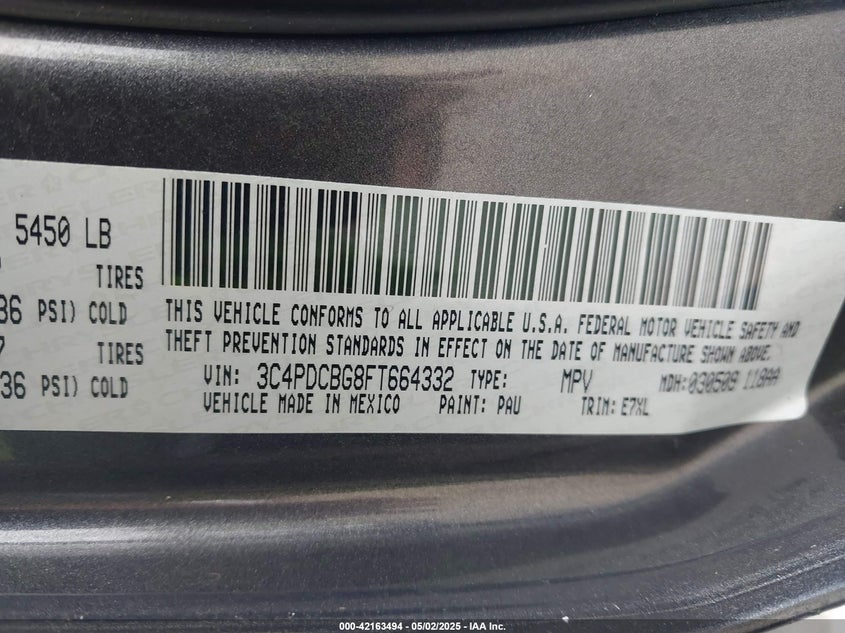 5450 LB
TIRES
36 PSI) COLD
TIRES
36 PSI) COLD
THIS VEHICLE CONFORMS TO ALL APPLICABLE U.S.A. FEDERAL MOTOR VEHICLE SAFETY AND
THEFT PREVENTION STANDARDS IN EFFECT ON THE DATE OF MANUFACTURE SHOWN ABOVE.
VIN: 3C4PDCBG8FT664332 TYPE: MPV MDH: 030509 118AA
VEHICLE MADE IN MEXICO PAINT: PAU TRIM: E7XL
000-42163494 - 05/02/2025 - IAA Inc.